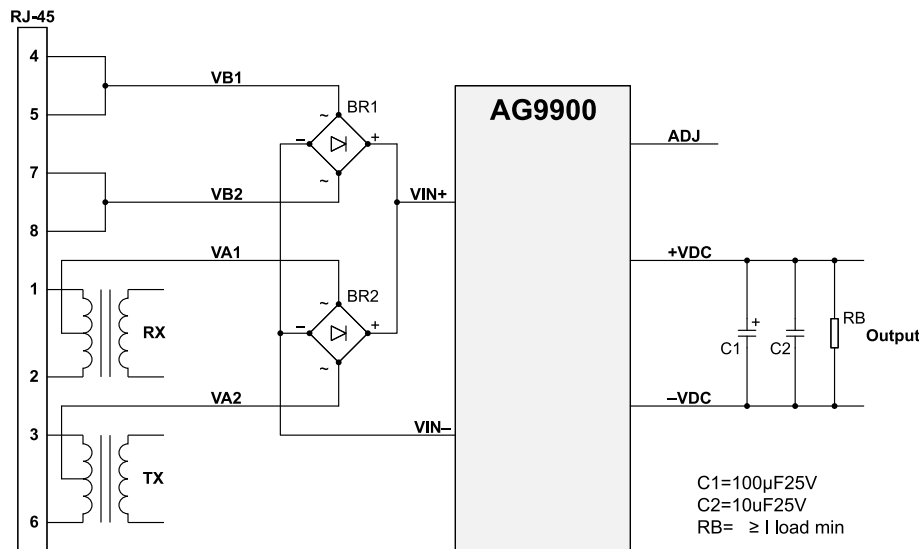 RJ-45
4
VB1
BR1
AG9900
~
5
–
+
ADJ
7
~
8
VB2
VIN+
VA1
+VDC
1
BR2
~
RX
–
+
C1
+
C2
RB
Output
2
~
VA2
–VDC
3
VIN–
TX
6
C1=100µF25V
C2=10uF25V
RB= ≥ I load min